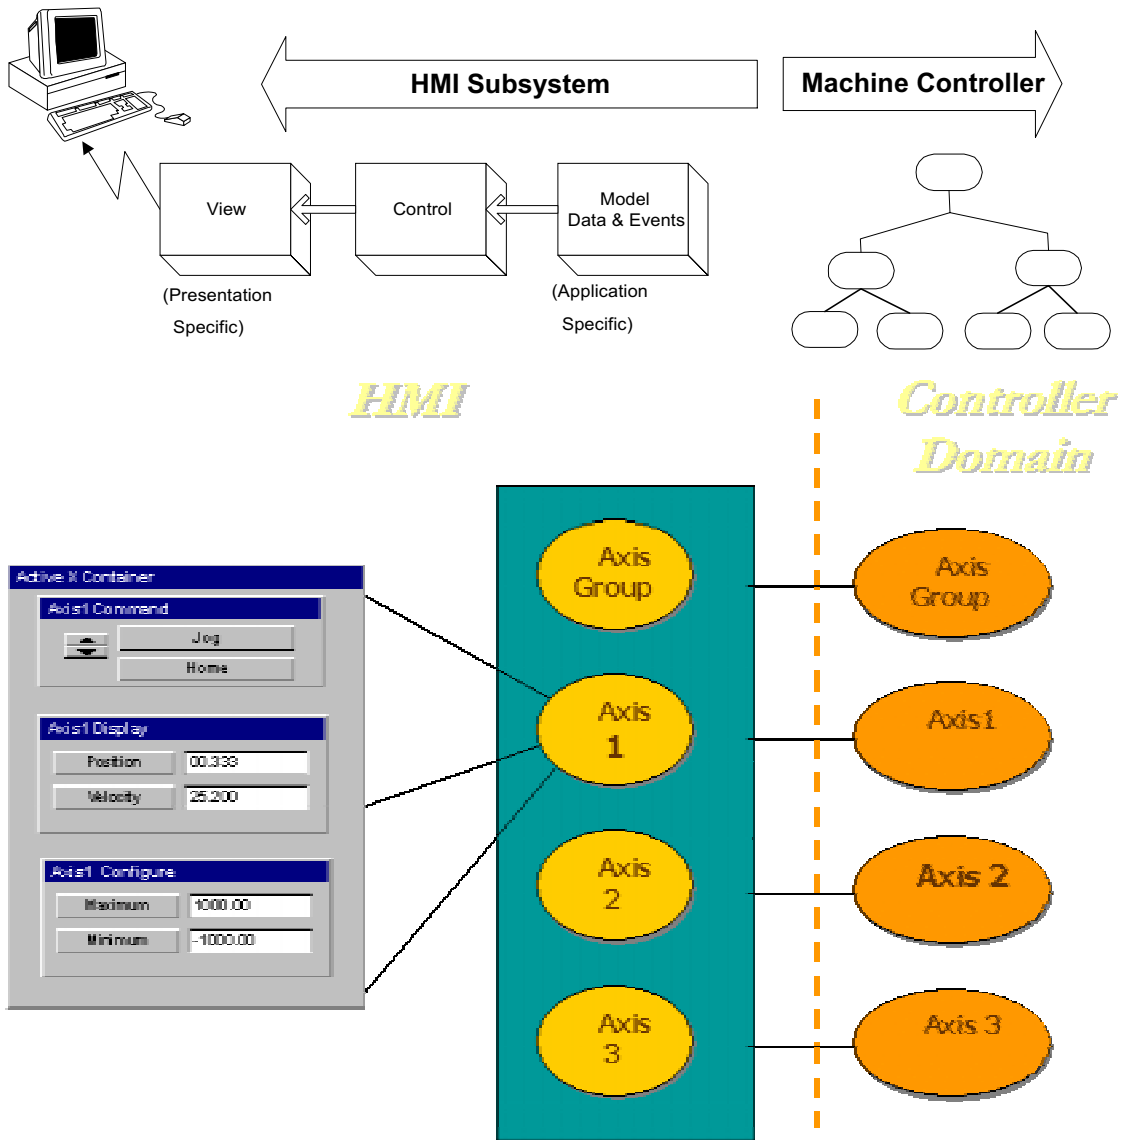 HMI Subsystem
Machine Controller
View
Control
Model
Data & Events
(Presentation
Specific)
(Application
Specific)
HMI
Controller
Domain
Active X Container
Axis1 Command
Jog
Home
Axis1 Display
Position
00.333
Velocity
25.200
Axis1 Configure
Maximum
1000.00
Minimum
-1000.00
Axis
Group
Axis
1
Axis
2
Axis
3
Axis
Group
Axis1
Axis 2
Axis 3